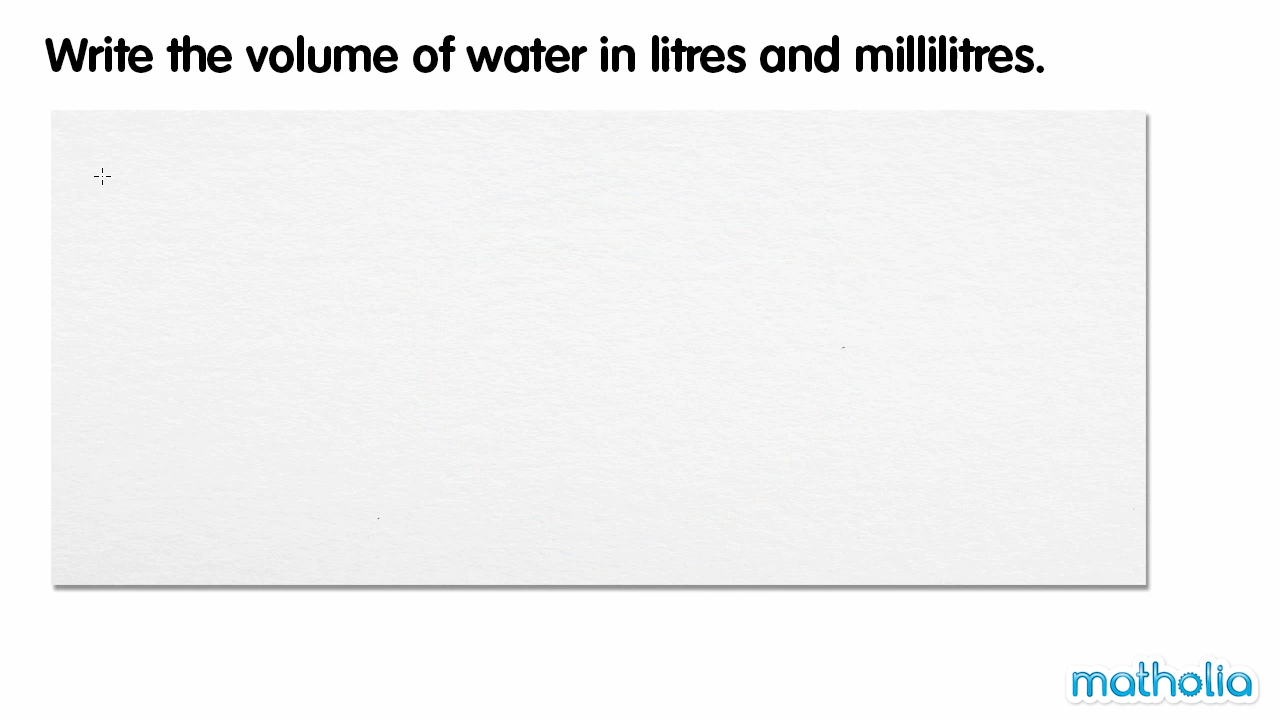 Write the volume of water in litres and millilitres.
matholia